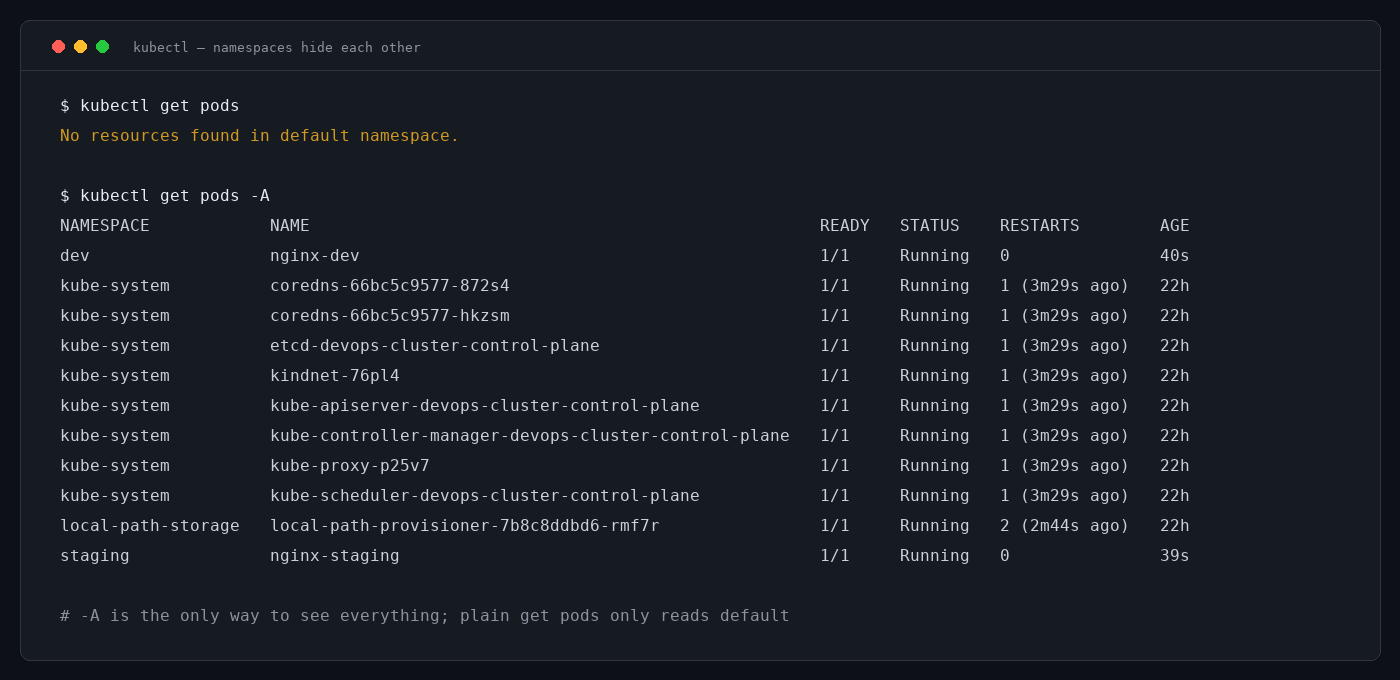 kubectl — namespaces hide each other
$ kubectl get pods
No resources found in default namespace.
$ kubectl get pods -A
NAMESPACE            NAME                                                   READY   STATUS    RESTARTS        AGE
dev                  nginx-dev                                              1/1     Running   0               40s
kube-system          coredns-66bc5c9577-872s4                               1/1     Running   1 (3m29s ago)   22h
kube-system          coredns-66bc5c9577-hkzsm                               1/1     Running   1 (3m29s ago)   22h
kube-system          etcd-devops-cluster-control-plane                      1/1     Running   1 (3m29s ago)   22h
kube-system          kindnet-76pl4                                          1/1     Running   1 (3m29s ago)   22h
kube-system          kube-apiserver-devops-cluster-control-plane            1/1     Running   1 (3m29s ago)   22h
kube-system          kube-controller-manager-devops-cluster-control-plane   1/1     Running   1 (3m29s ago)   22h
kube-system          kube-proxy-p25v7                                       1/1     Running   1 (3m29s ago)   22h
kube-system          kube-scheduler-devops-cluster-control-plane            1/1     Running   1 (3m29s ago)   22h
local-path-storage   local-path-provisioner-7b8c8ddbd6-rmf7r                1/1     Running   2 (2m44s ago)   22h
staging              nginx-staging                                          1/1     Running   0               39s
# -A is the only way to see everything; plain get pods only reads default